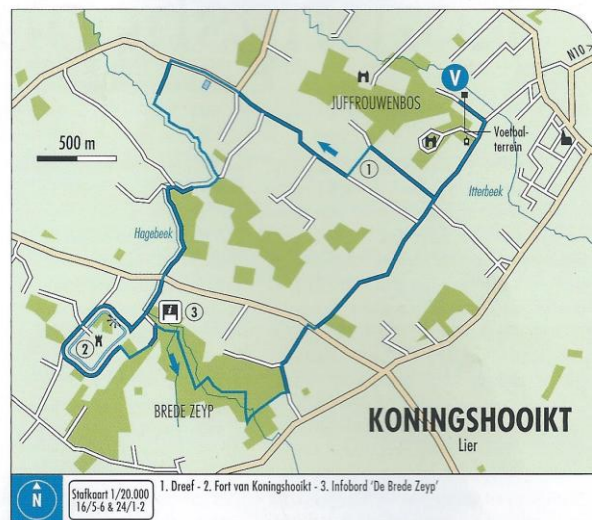 N10 >
V
JUFFROUWENBOS
Voetbal-
terrein
500 m
1
Itterbeek
Hagebeek
i
3
2
BREDE ZEYP
KONINGSHOOIKT
Lier
N
Stafkaart 1/20.000
16/5-6 & 24/1-2
1. Dreef - 2. Fort van Koningshooikt - 3. Infobord 'De Brede Zeyp'